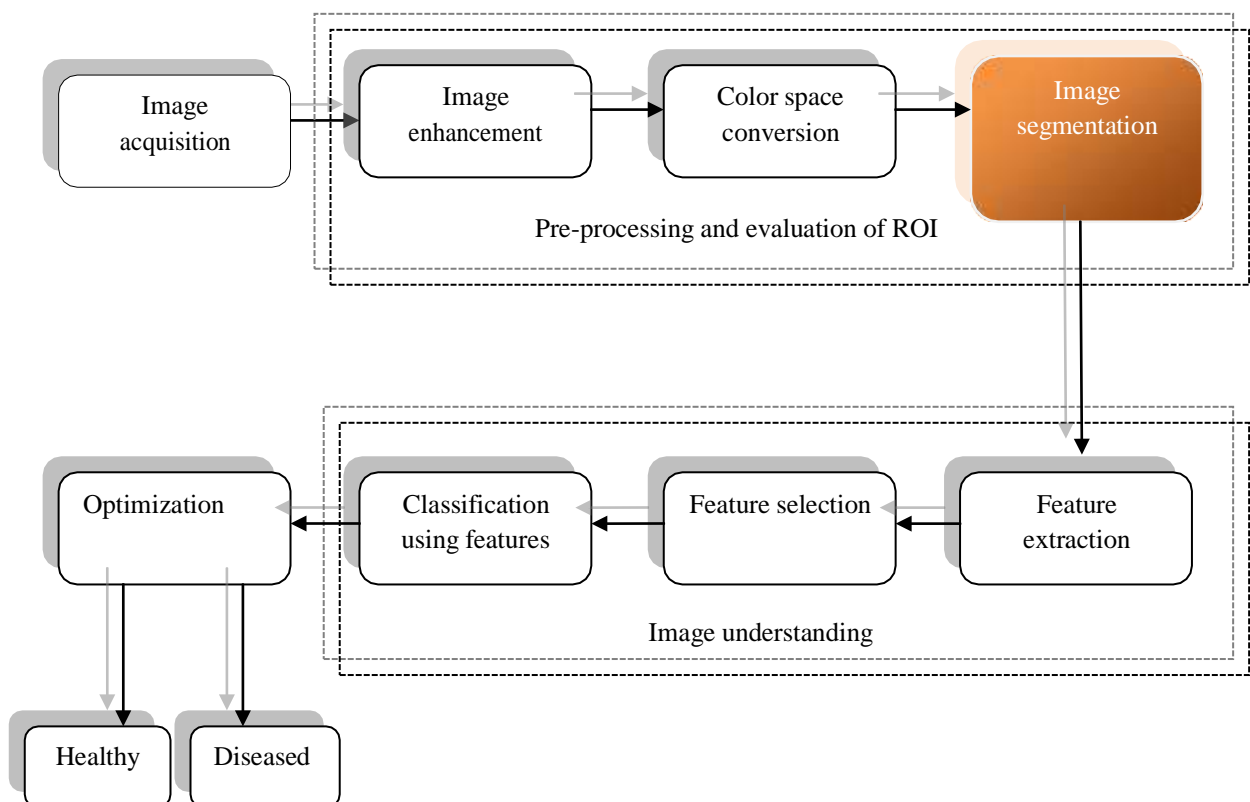 Image
acquisition
Image
enhancement
Color space
conversion
Image
segmentation
Pre-processing and evaluation of ROI
Optimization
Classification
using features
Feature selection
Feature
extraction
Image understanding
Healthy
Diseased